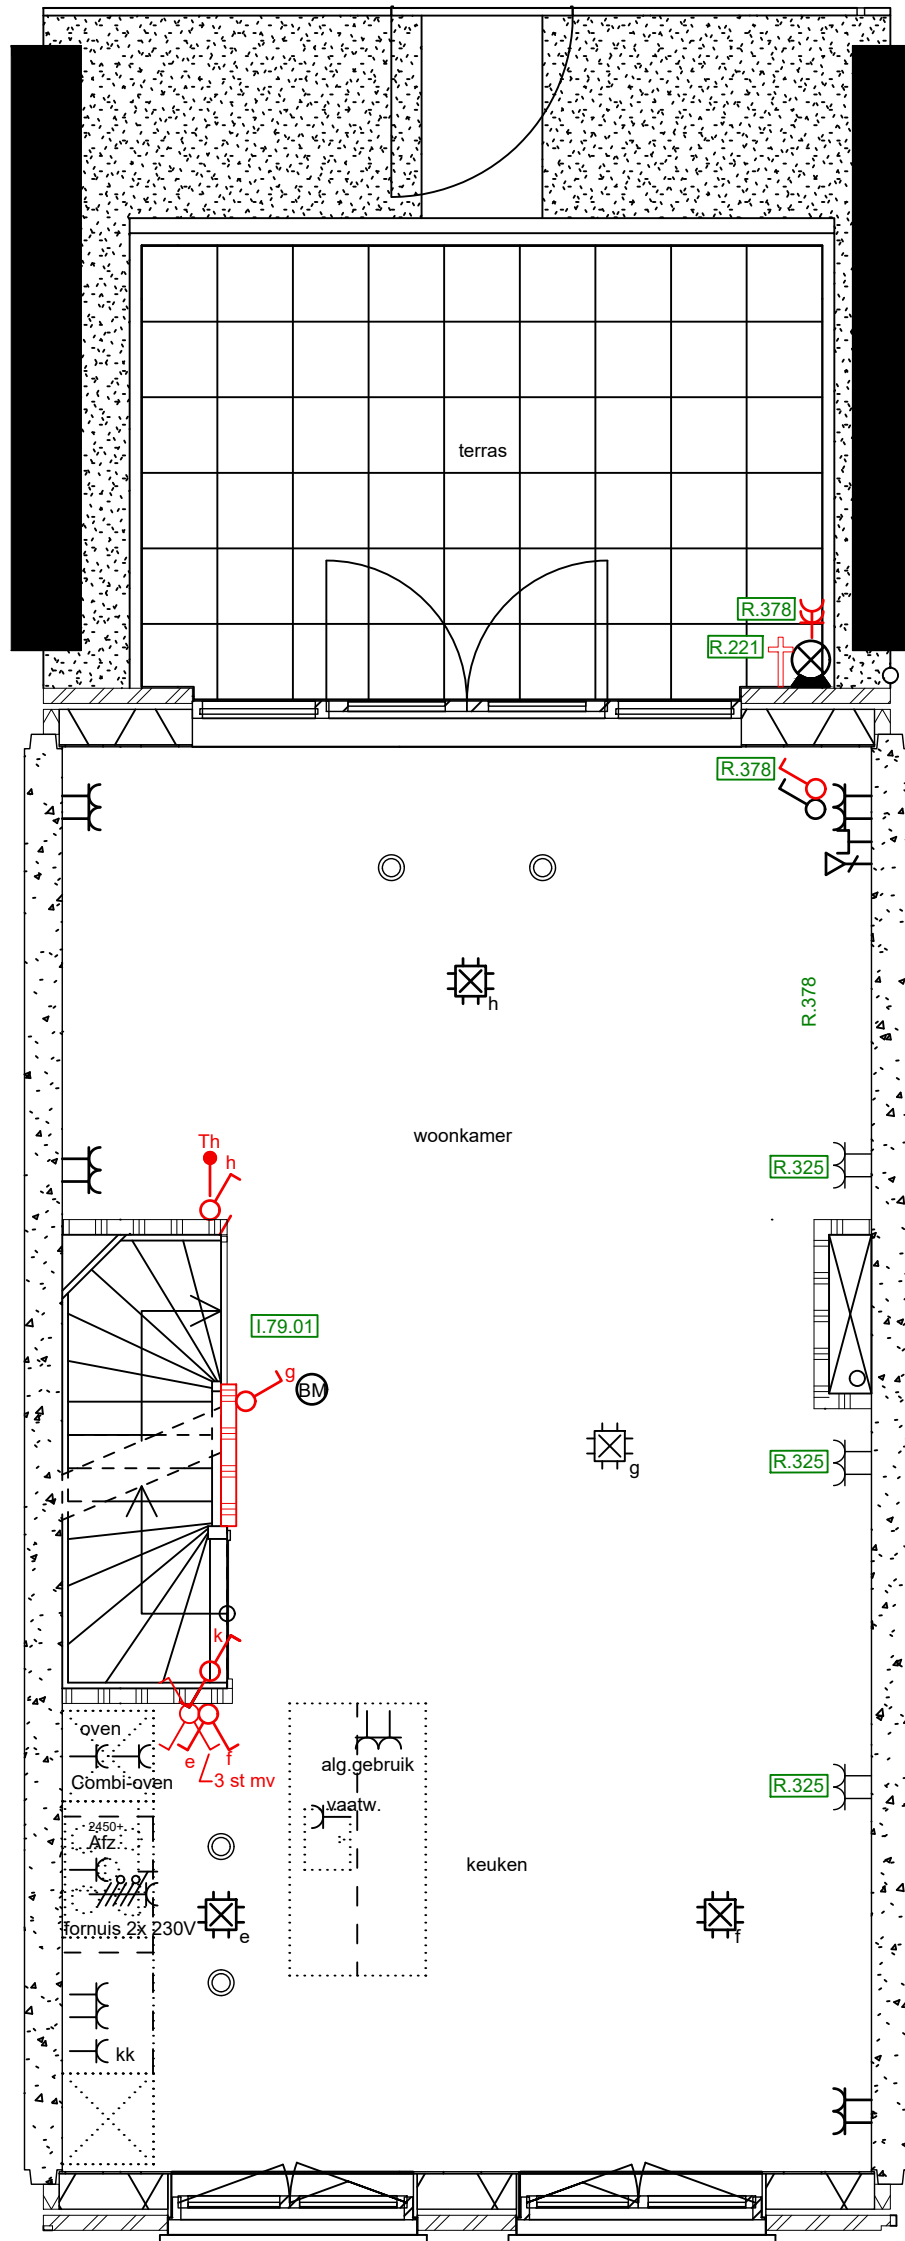 terras
R.378
R.221
R.378
h
R.378
woonkamer
Th
h
R.325
I.79.01
g
BM
g
R.325
k
oven
e
f
alg.gebruik
Combi-oven
3 st mv
R.325
vaatw.
2450+
Afz
keuken
fornuis 2x 230V
e
f
kk